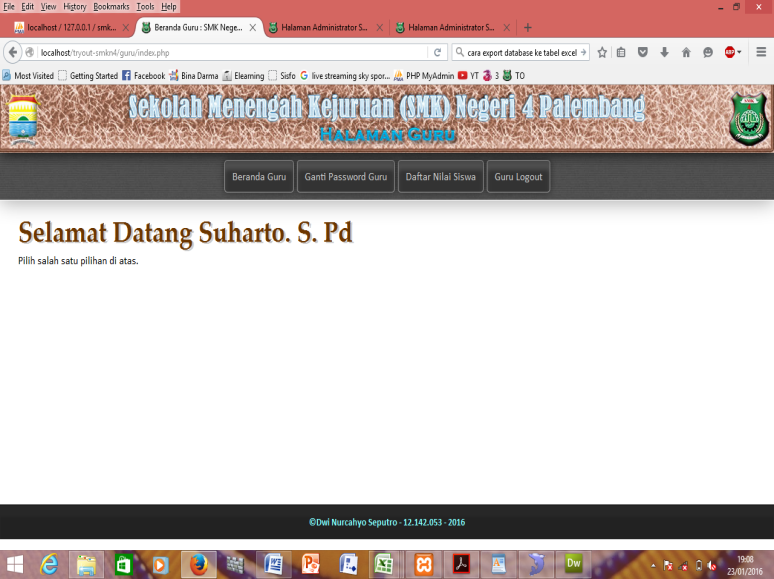 File Edit View History Bookmarks Tools Help
localhost / 127.0.0.1 / smk... × Beranda Guru : SMK Nege... × Halaman Administrator S... × Halaman Administrator S... × +
localhost/tryout-smkn4/guru/index.php cara export database ke tabel excel
Most Visited Getting Started Facebook Bina Darma Elearning Sisfo live streaming sky spor... PHP MyAdmin YT 3 TO
Sekolah Menengah Kejuruan (SMK) Negeri 4 Palembang
Halaman Guru
Beranda Guru Ganti Password Guru Daftar Nilai Siswa Guru Logout
Selamat Datang Suharto. S. Pd
Pilih salah satu pilihan di atas.
©Dwi Nurcahyo Seputro - 12.142.053 - 2016
Dw
19:08
23/01/2016